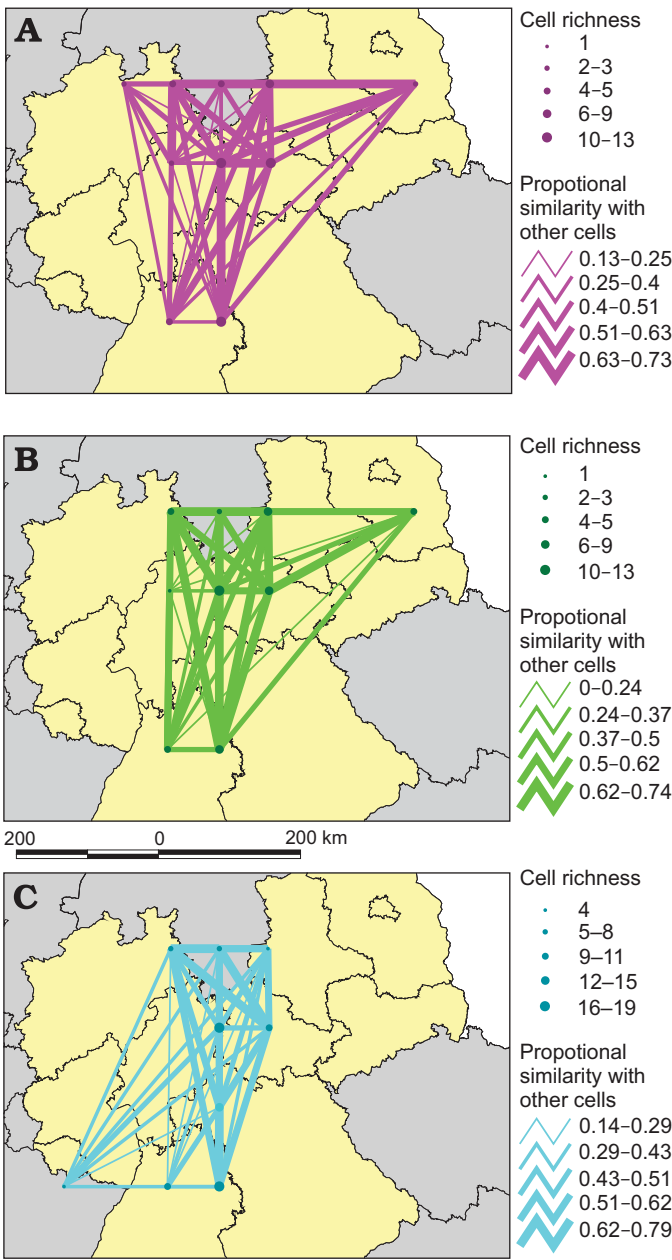 A
Cell richness
1
2–3
4–5
6–9
10–13
Propotional
similarity with
other cells
0.13–0.25
0.25–0.4
0.4–0.51
0.51–0.63
0.63–0.73
B
Cell richness
1
2–3
4–5
6–9
10–13
Propotional
similarity with
other cells
0–0.24
0.24–0.37
0.37–0.5
0.5–0.62
0.62–0.74
200 0 200 km
C
Cell richness
4
5–8
9–11
12–15
16–19
Propotional
similarity with
other cells
0.14–0.29
0.29–0.43
0.43–0.51
0.51–0.62
0.62–0.79